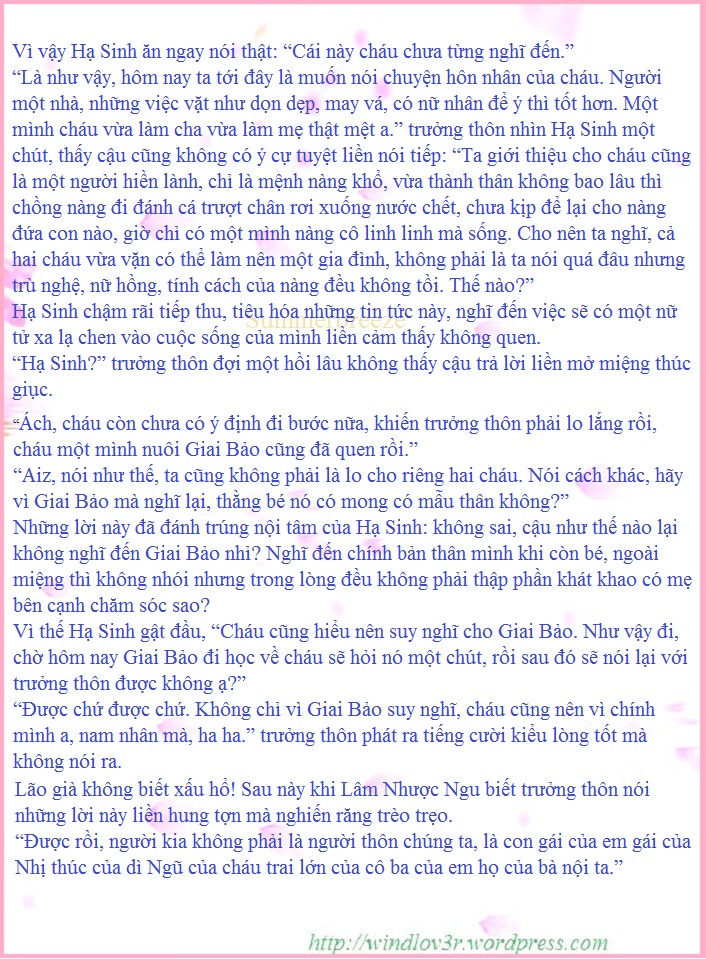 Vì vậy Hạ Sinh ăn ngay nói thật: “Cái này cháu chưa từng nghĩ đến.”
“Là như vậy, hôm nay ta tới đây là muốn nói chuyện hôn nhân của cháu. Người
một nhà, những việc vặt như dọn dẹp, may vá, có nữ nhân để ý thì tốt hơn. Một
mình cháu vừa làm cha vừa làm mẹ thật mệt a.” trưởng thôn nhìn Hạ Sinh một
chút, thấy cậu cũng không có ý cự tuyệt liền nói tiếp: “Ta giới thiệu cho cháu cũng
là một người hiền lành, chỉ là mệnh nàng khổ, vừa thành thân không bao lâu thì
chồng nàng đi đánh cá trượt chân rơi xuống nước chết, chưa kịp để lại cho nàng
đứa con nào, giờ chỉ có một mình nàng cô linh linh mà sống. Cho nên ta nghĩ, cả
hai cháu vừa vặn có thể làm nên một gia đình, không phải là ta nói quá đâu nhưng
trù nghệ, nữ hồng, tính cách của nàng đều không tồi. Thế nào?”
Hạ Sinh chậm rãi tiếp thu, tiêu hóa những tin tức này, nghĩ đến việc sẽ có một nữ
Summerbreeze
tử xa lạ chen vào cuộc sống của mình liền cảm thấy không quen.
“Hạ Sinh?” trưởng thôn đợi một hồi lâu không thấy cậu trả lời liền mở miệng thúc
giục.
“Ách, cháu còn chưa có ý định đi bước nữa, khiến trưởng thôn phải lo lắng rồi,
cháu một mình nuôi Giai Bảo cũng đã quen rồi.”
“Aiz, nói như thế, ta cũng không phải là lo cho riêng hai cháu. Nói cách khác, hãy
vì Giai Bảo mà nghĩ lại, thằng bé nó có mong có mẫu thân không?”
Những lời này đã đánh trúng nội tâm của Hạ Sinh: không sai, cậu như thế nào lại
không nghĩ đến Giai Bảo nhỉ? Nghĩ đến chính bản thân mình khi còn bé, ngoài
miệng thì không nhói nhưng trong lòng đều không phải thập phần khát khao có mẹ
bên cạnh chăm sóc sao?
Vì thế Hạ Sinh gật đầu, “Cháu cũng hiểu nên suy nghĩ cho Giai Bảo. Như vậy đi,
chờ hôm nay Giai Bảo đi học về cháu sẽ hỏi nó một chút, rồi sau đó sẽ nói lại với
trưởng thôn được không ạ?”
“Được chứ được chứ. Không chỉ vì Giai Bảo suy nghĩ, cháu cũng nên vì chính
mình a, nam nhân mà, ha ha.” trưởng thôn phát ra tiếng cười kiểu lòng tốt mà
không nói ra.
Lão già không biết xấu hổ! Sau này khi Lâm Nhược Ngu biết trưởng thôn nói
những lời này liền hung tợn mà nghiến răng trèo trẹo.
“Được rồi, người kia không phải là người thôn chúng ta, là con gái của em gái của
Nhị thúc của dì Ngũ của cháu trai lớn của cô ba của em họ của bà nội ta.”
http://windlov3r.wordpress.com